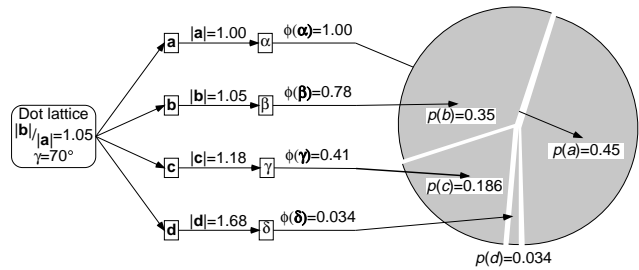 Dot lattice
|b|/|a|=1.05
γ=70°
a |a|=1.00 α ϕ(α)=1.00
b |b|=1.05 β ϕ(β)=0.78
c |c|=1.18 γ ϕ(γ)=0.41
d |d|=1.68 δ ϕ(δ)=0.034
p(b)=0.35
p(a)=0.45
p(c)=0.186
p(d)=0.034